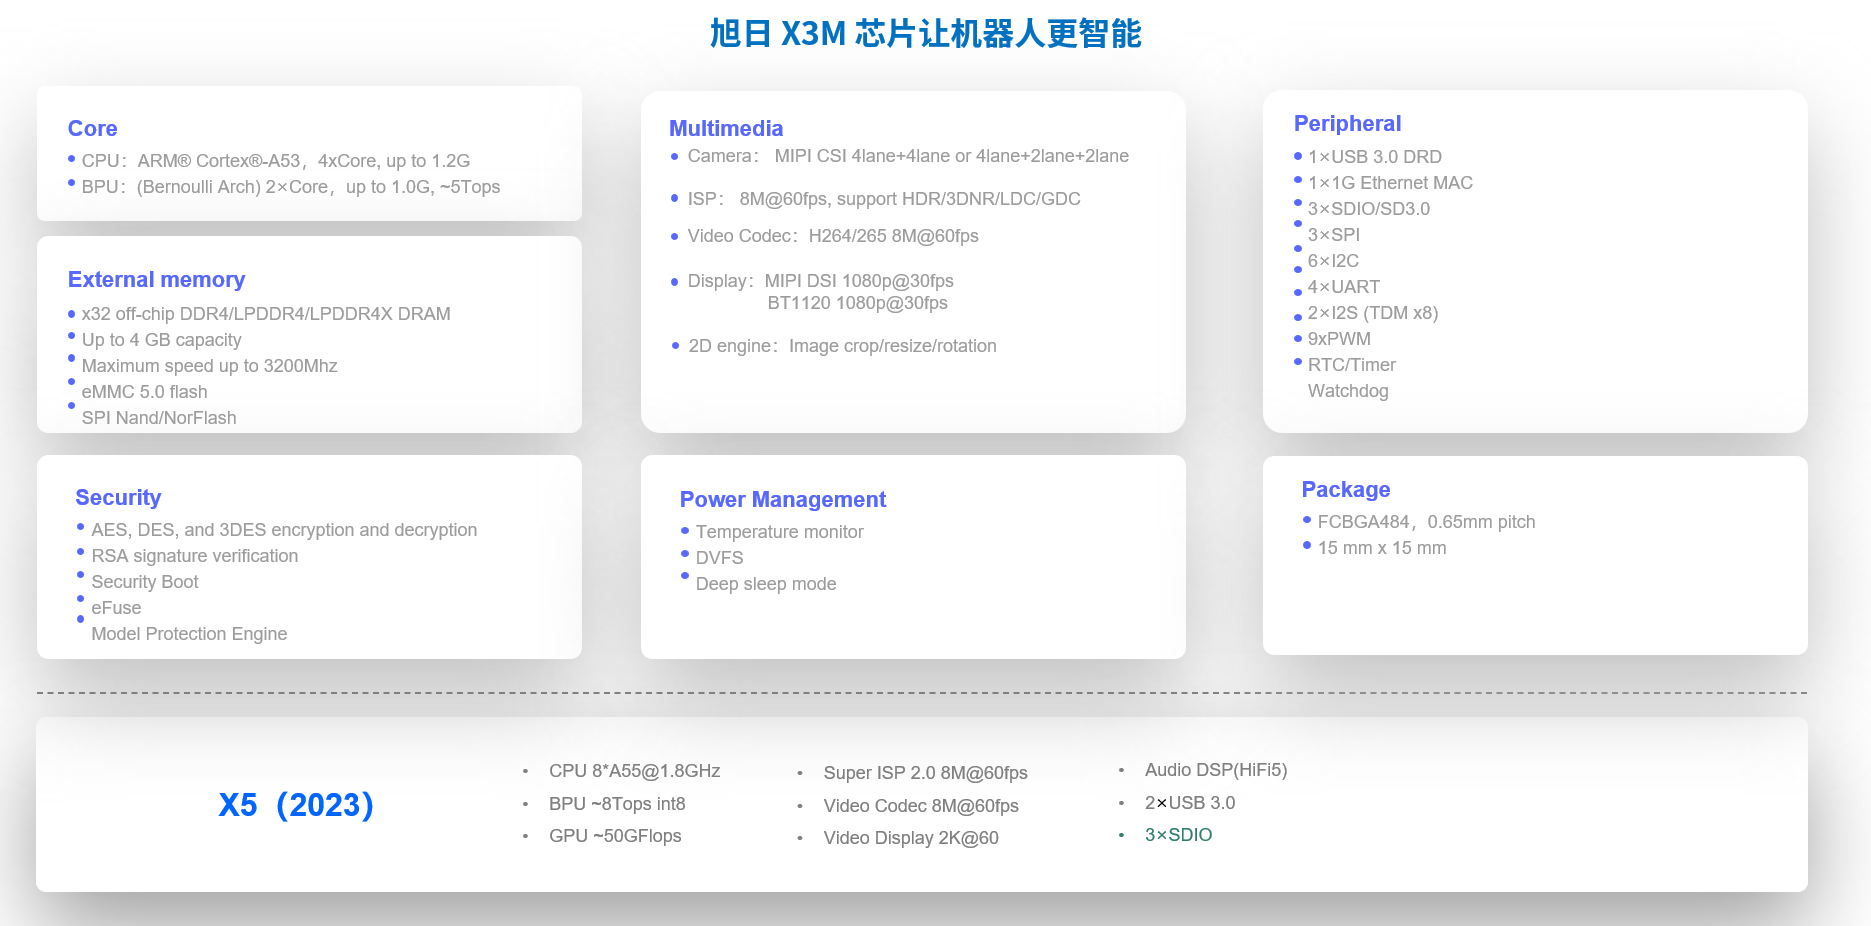 旭日 X3M 芯片让机器人更智能
Core
CPU：ARM® Cortex®-A53，4xCore, up to 1.2G
BPU：(Bernoulli Arch) 2×Core，up to 1.0G, ~5Tops
External memory
x32 off-chip DDR4/LPDDR4/LPDDR4X DRAM
Up to 4 GB capacity
Maximum speed up to 3200Mhz
eMMC 5.0 flash
SPI Nand/NorFlash
Security
AES, DES, and 3DES encryption and decryption
RSA signature verification
Security Boot
eFuse
Model Protection Engine
Multimedia
Camera： MIPI CSI 4lane+4lane or 4lane+2lane+2lane
ISP： 8M@60fps, support HDR/3DNR/LDC/GDC
Video Codec：H264/265 8M@60fps
Display：MIPI DSI 1080p@30fps
BT1120 1080p@30fps
2D engine：Image crop/resize/rotation
Power Management
Temperature monitor
DVFS
Deep sleep mode
Peripheral
1×USB 3.0 DRD
1×1G Ethernet MAC
3×SDIO/SD3.0
3×SPI
6×I2C
4×UART
2×I2S (TDM x8)
9xPWM
RTC/Timer
Watchdog
Package
FCBGA484，0.65mm pitch
15 mm x 15 mm
X5（2023）
CPU 8*A55@1.8GHz
BPU ~8Tops int8
GPU ~50GFlops
Super ISP 2.0 8M@60fps
Video Codec 8M@60fps
Video Display 2K@60
Audio DSP(HiFi5)
2×USB 3.0
3×SDIO